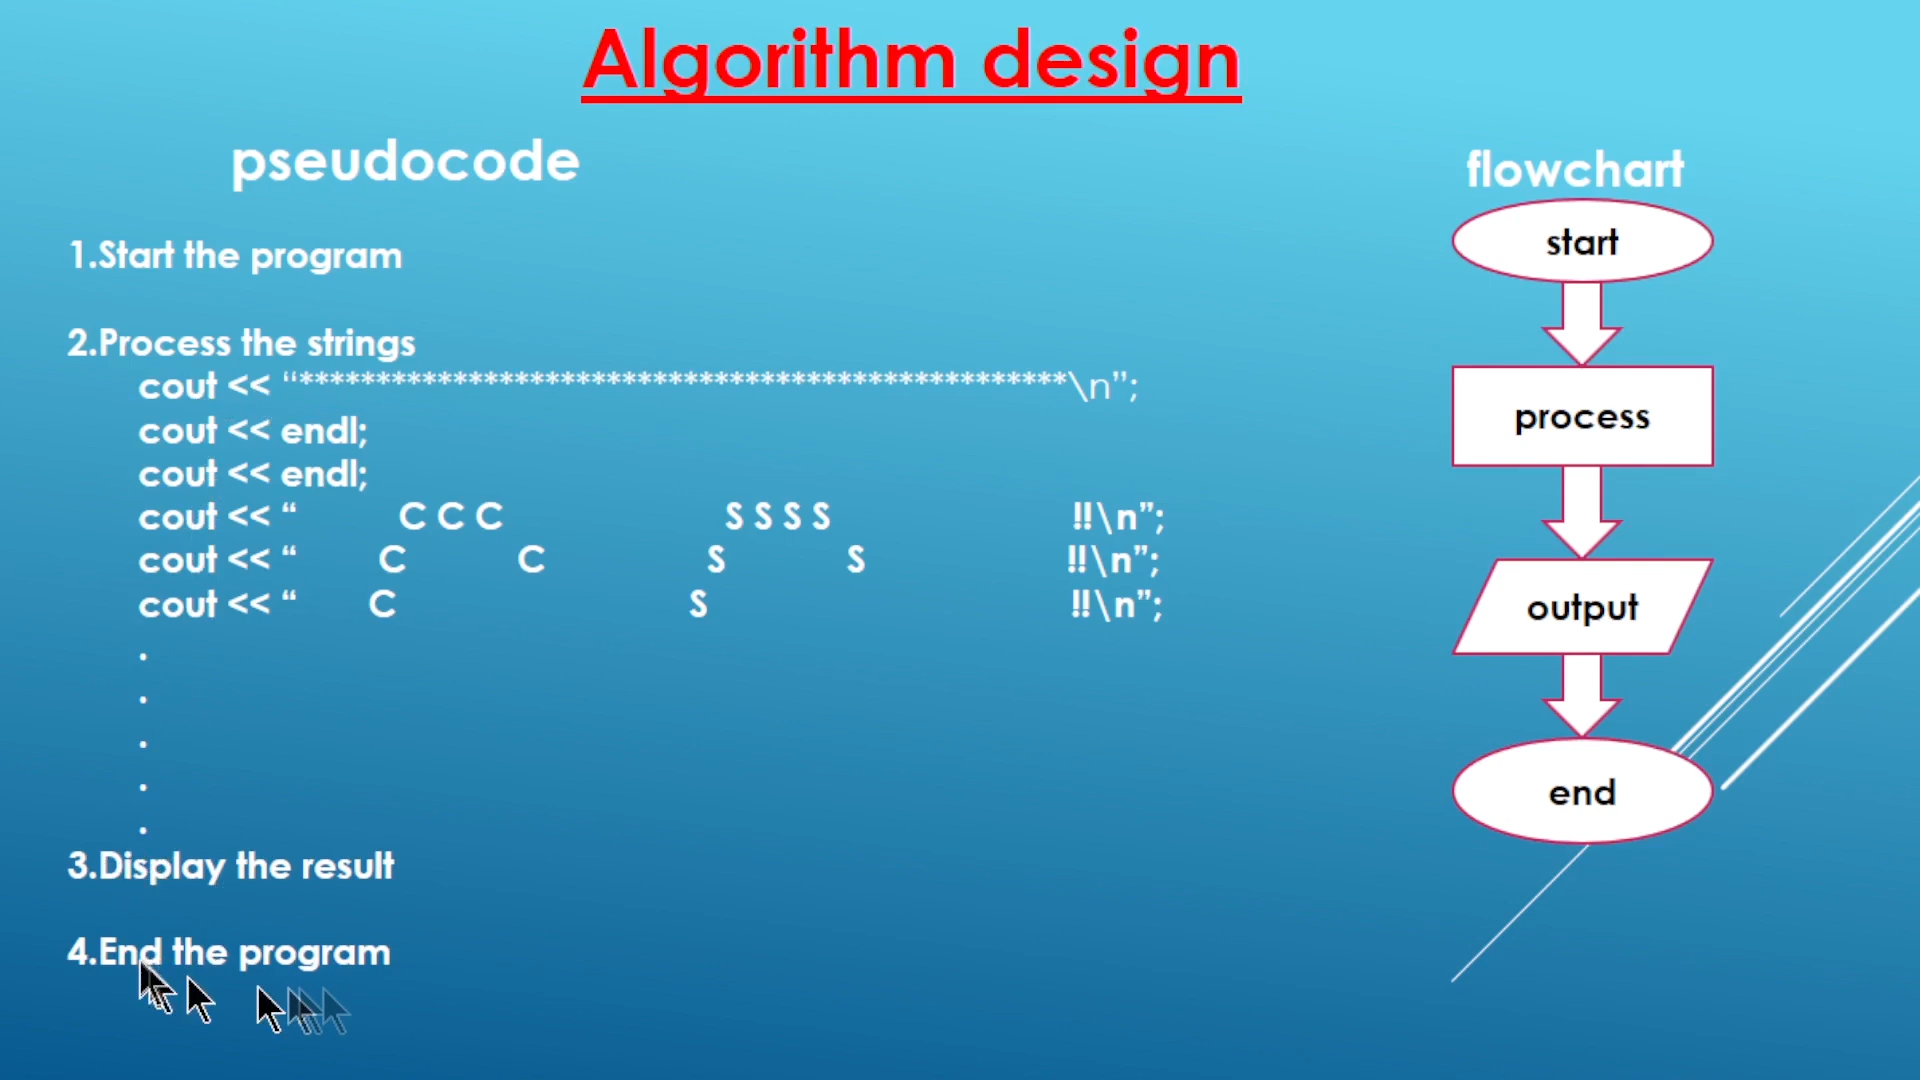 Algorithm design
pseudocode
1.Start the program
2.Process the strings
cout << “**************************************************\n”;
cout << endl;
cout << endl;
cout << “ C C C S S S S !!\n”;
cout << “ C C S S !!\n”;
cout << “ C S !!\n”;
.
.
.
.
.
3.Display the result
4.End the program
flowchart
start
process
output
end